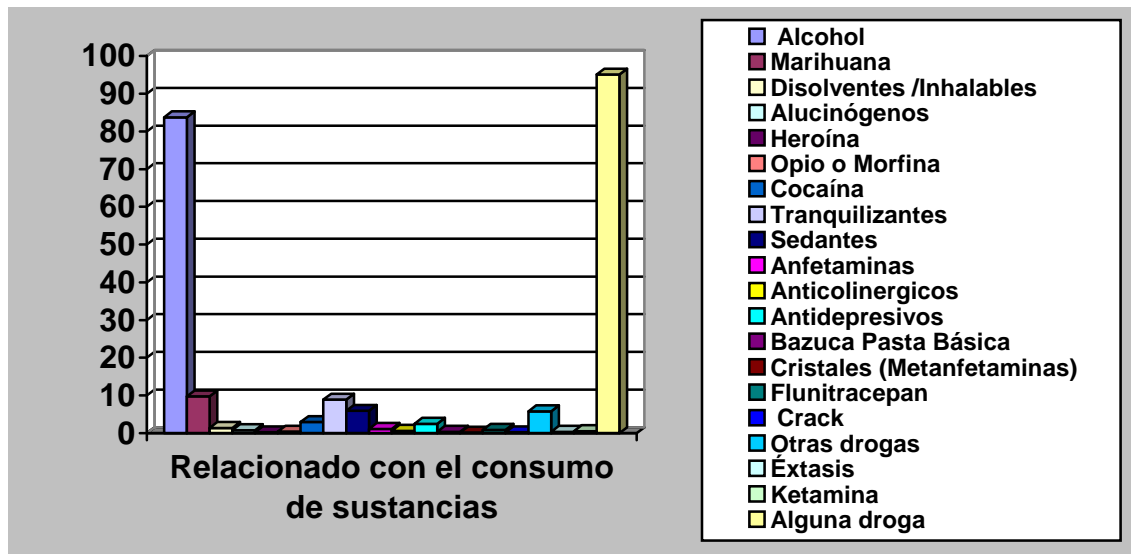 100
90
80
70
60
50
40
30
20
10
0
Relacionado con el consumo
de sustancias
Alcohol
Marihuana
Disolventes /Inhalables
Alucinógenos
Heroína
Opio o Morfina
Cocaína
Tranquilizantes
Sedantes
Anfetaminas
Anticolinergicos
Antidepresivos
Bazuca Pasta Básica
Cristales (Metanfetaminas)
Flunitracepan
Crack
Otras drogas
Éxtasis
Ketamina
Alguna droga